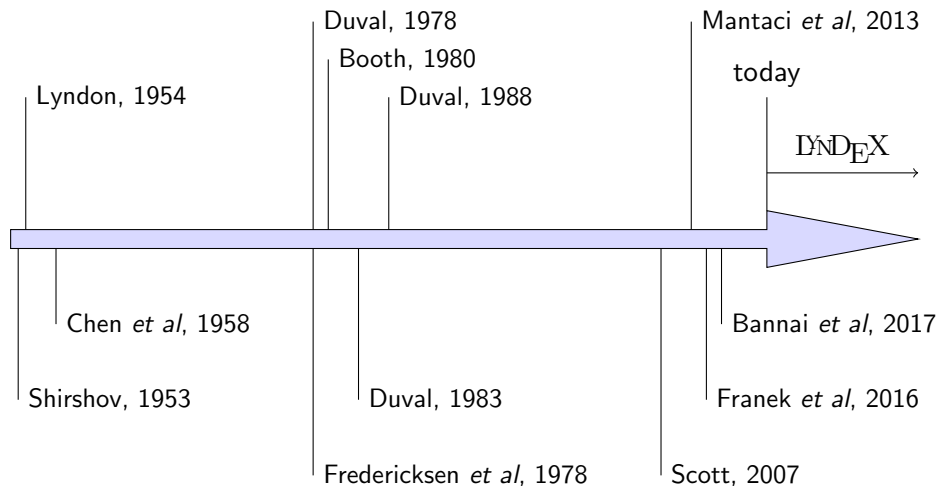 Duval, 1978
Mantaci et al, 2013
Booth, 1980
today
Lyndon, 1954
Duval, 1988
LYNDEX
Chen et al, 1958
Bannai et al, 2017
Shirshov, 1953
Duval, 1983
Franek et al, 2016
Fredericksen et al, 1978
Scott, 2007